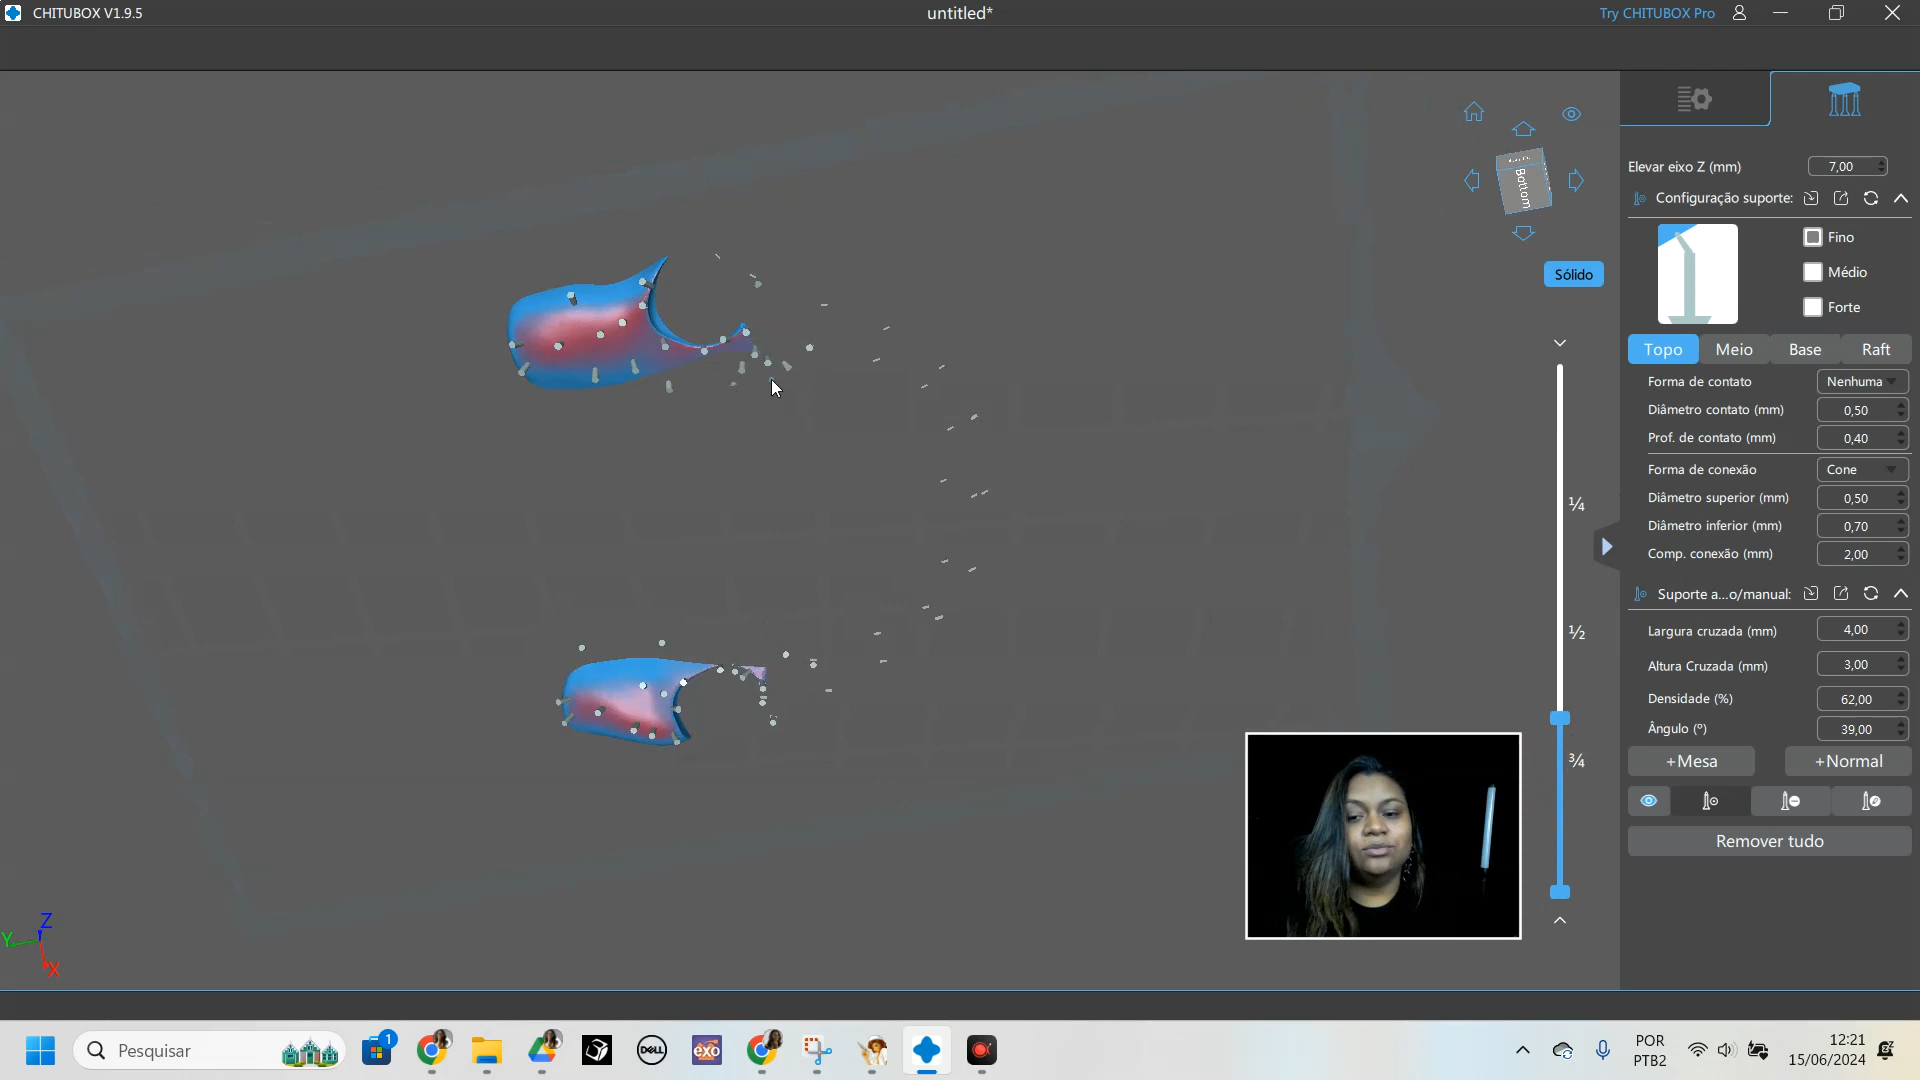 CHITUBOX V1.9.5
untitled*
Try CHITUBOX Pro
Bottom
Sólido
¼
½
¾
Elevar eixo Z (mm)
7,00
Configuração suporte:
Fino
Médio
Forte
Topo
Meio
Base
Raft
Forma de contato
Nenhuma
Diâmetro contato (mm)
0,50
Prof. de contato (mm)
0,40
Forma de conexão
Cone
Diâmetro superior (mm)
0,50
Diâmetro inferior (mm)
0,70
Comp. conexão (mm)
2,00
Suporte a...o/manual:
Largura cruzada (mm)
4,00
Altura Cruzada (mm)
3,00
Densidade (%)
62,00
Ângulo (º)
39,00
+Mesa
+Normal
Remover tudo
Z
Y
X
Pesquisar
1
DELL
exo
POR
PTB2
12:21
15/06/2024